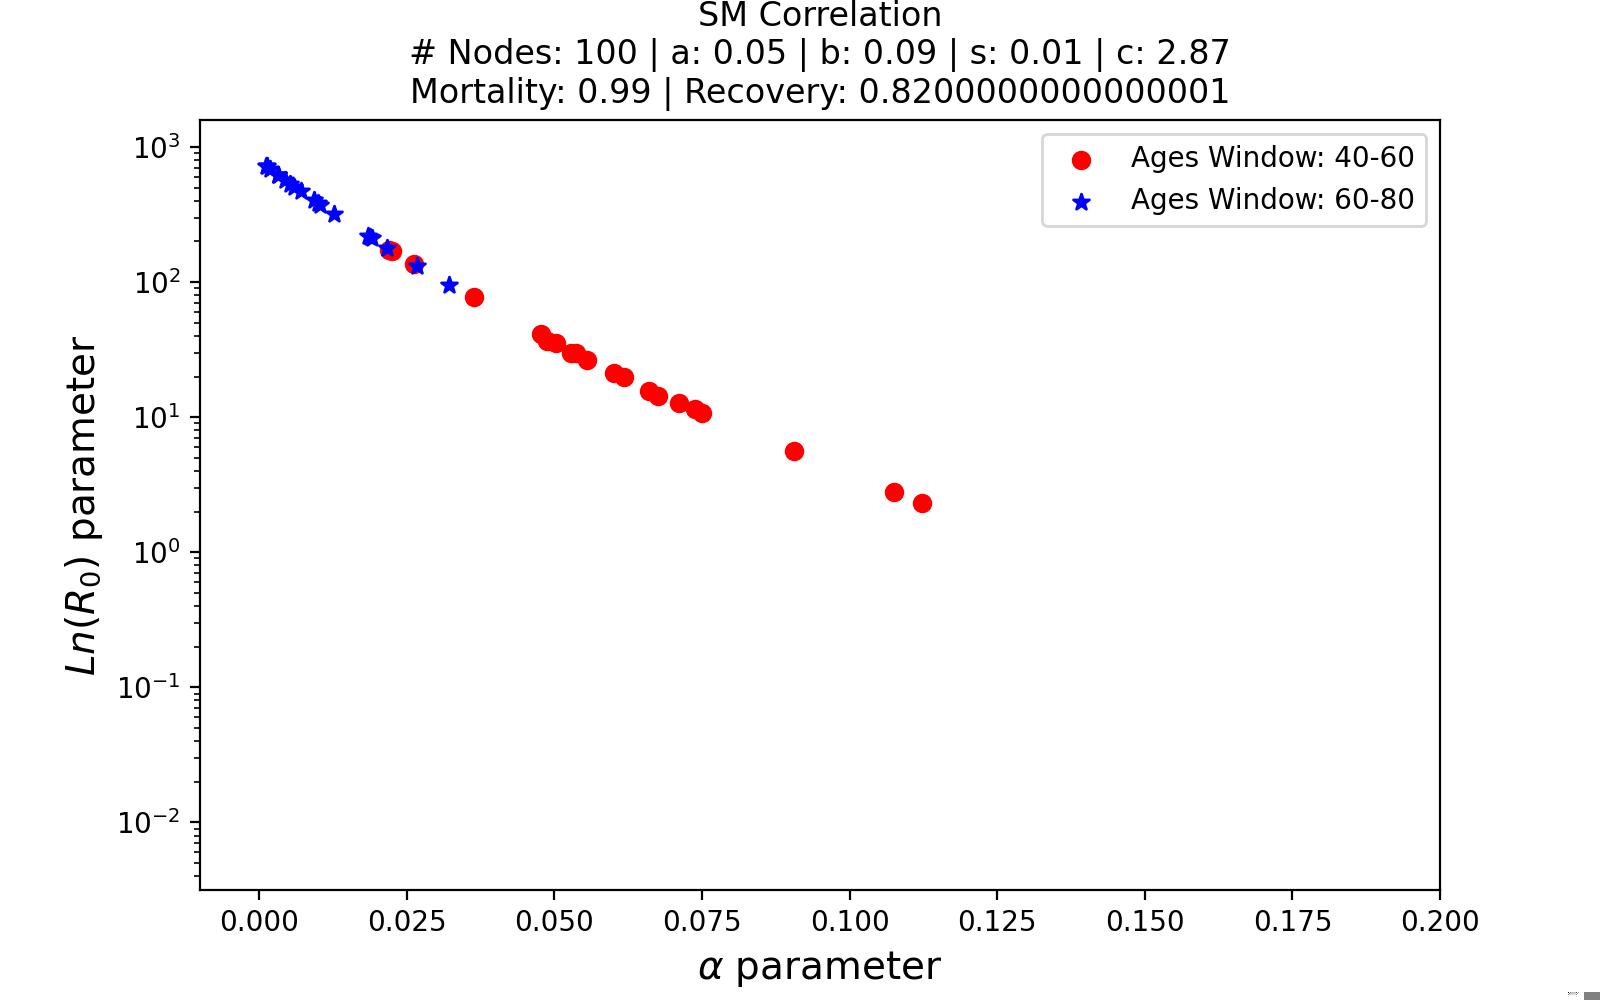 SM Correlation
# Nodes: 100 | a: 0.05 | b: 0.09 | s: 0.01 | c: 2.87
Mortality: 0.99 | Recovery: 0.8200000000000001
Ages Window: 40-60
Ages Window: 60-80
10³
10²
10¹
10⁰
10⁻¹
10⁻²
Ln(R₀) parameter
0.000 0.025 0.050 0.075 0.100 0.125 0.150 0.175 0.200
α parameter